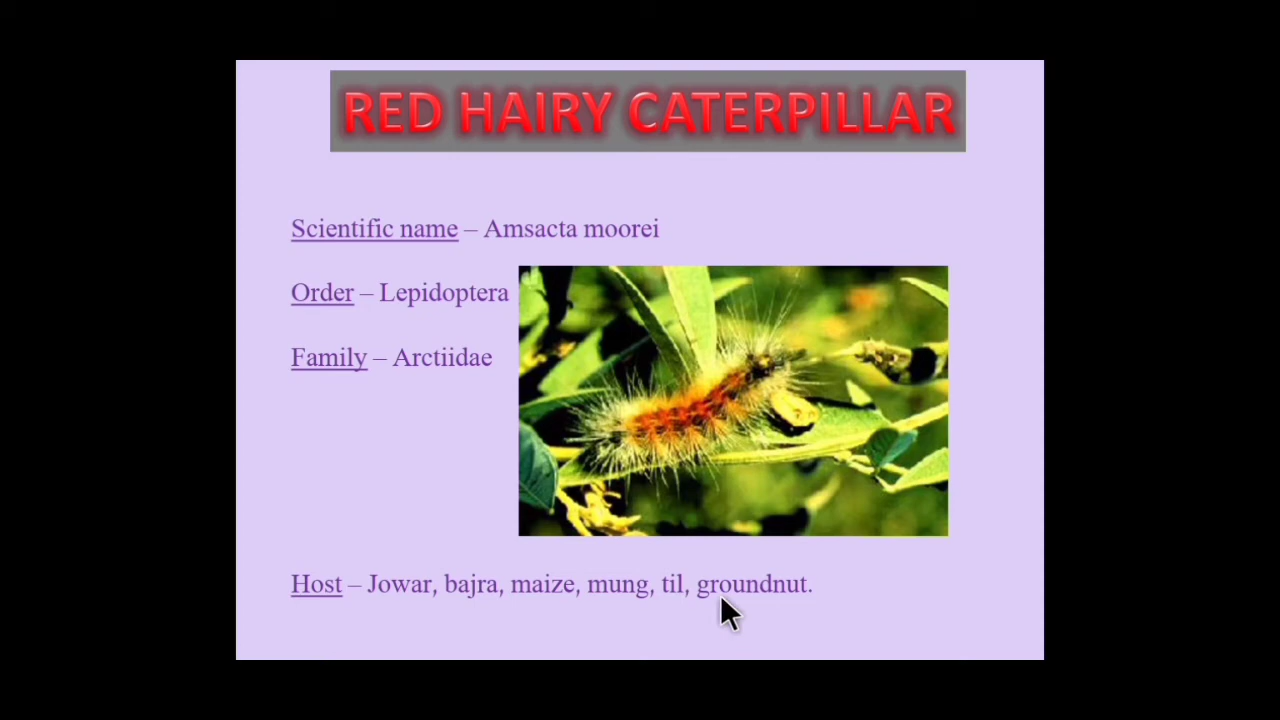 RED HAIRY CATERPILLAR
Scientific name – Amsacta moorei
Order – Lepidoptera
Family – Arctiidae
Host – Jowar, bajra, maize, mung, til, groundnut.